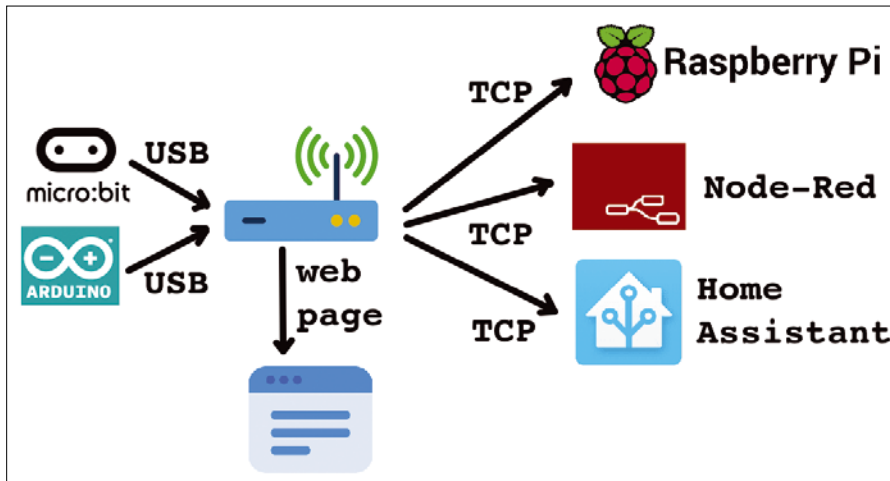 TCP
Raspberry Pi
USB
micro:bit
TCP
Node-Red
ARDUINO
USB
web
page
TCP
Home
Assistant